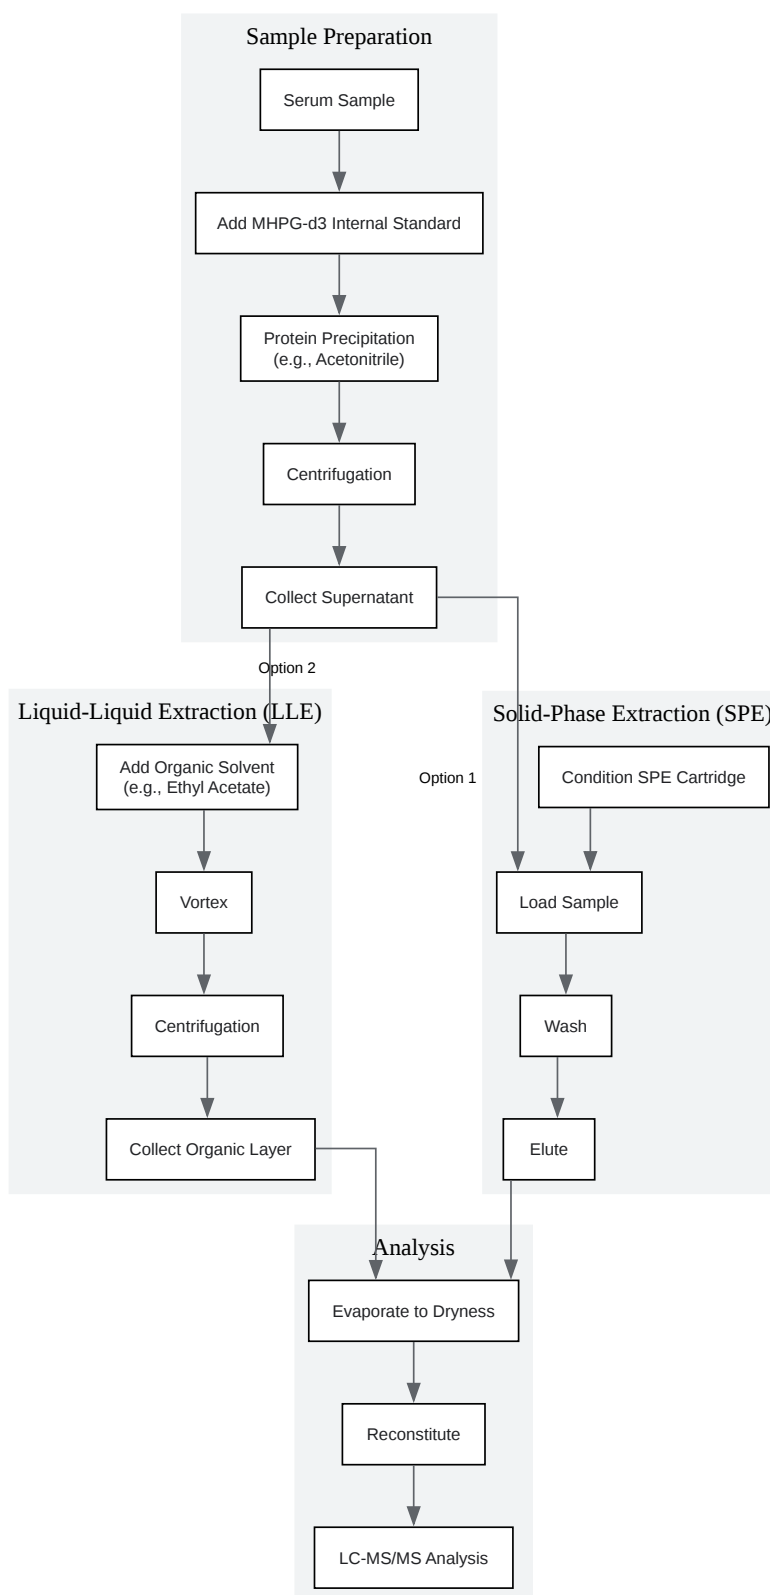 Sample Preparation
Serum Sample
Add MHPG-d3 Internal Standard
Protein Precipitation
(e.g., Acetonitrile)
Centrifugation
Collect Supernatant
Option 2
Liquid-Liquid Extraction (LLE)
Add Organic Solvent
(e.g., Ethyl Acetate)
Vortex
Centrifugation
Collect Organic Layer
Option 1
Solid-Phase Extraction (SPE)
Condition SPE Cartridge
Load Sample
Wash
Elute
Analysis
Evaporate to Dryness
Reconstitute
LC-MS/MS Analysis